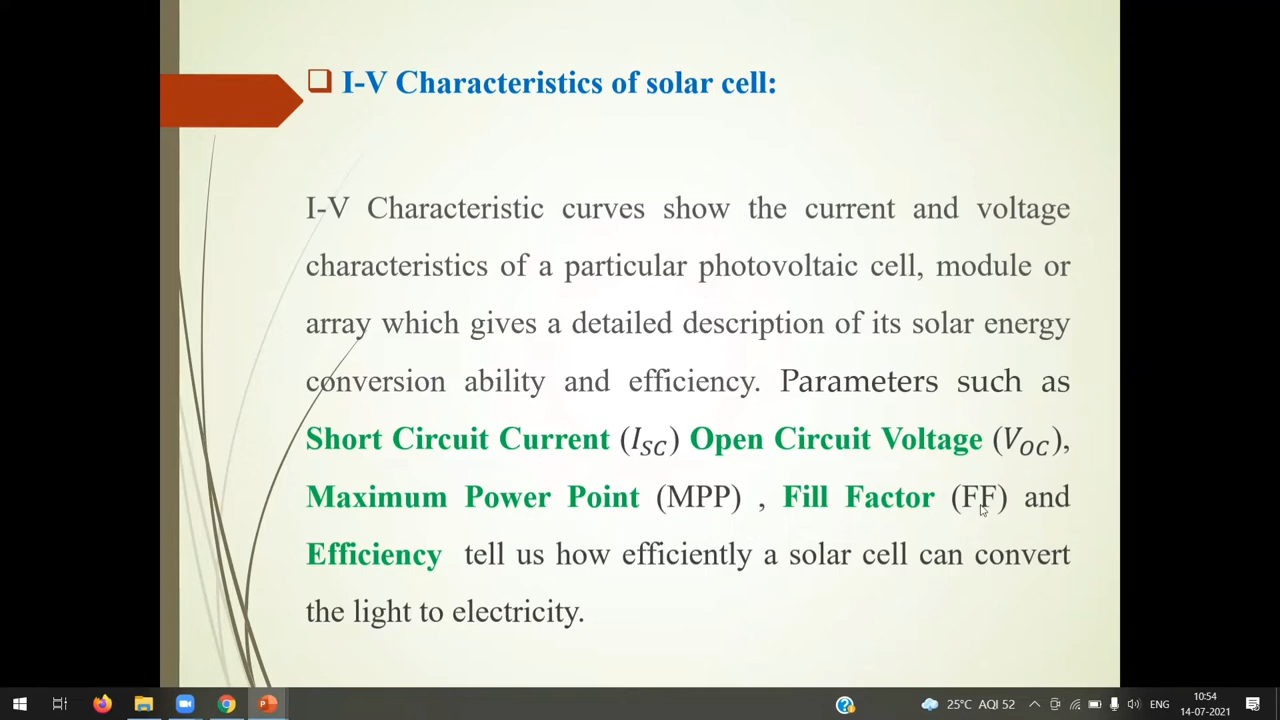 I-V Characteristics of solar cell:
I-V Characteristic curves show the current and voltage
characteristics of a particular photovoltaic cell, module or
array which gives a detailed description of its solar energy
conversion ability and efficiency. Parameters such as
Short Circuit Current (I_SC) Open Circuit Voltage (V_OC),
Maximum Power Point (MPP) , Fill Factor (FF) and
Efficiency tell us how efficiently a solar cell can convert
the light to electricity.
25°C AQI 52
ENG
10:54
14-07-2021